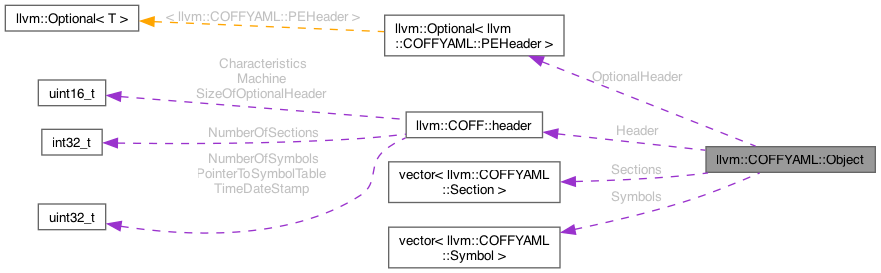 llvm::Optional< T >
< llvm::COFFYAML::PEHeader >
llvm::Optional< llvm
::COFFYAML::PEHeader >
OptionalHeader
Characteristics
Machine
SizeOfOptionalHeader
uint16_t
llvm::COFF::header
Header
int32_t
NumberOfSections
llvm::COFFYAML::Object
NumberOfSymbols
PointerToSymbolTable
TimeDateStamp
vector< llvm::COFFYAML
::Section >
Sections
Symbols
uint32_t
vector< llvm::COFFYAML
::Symbol >